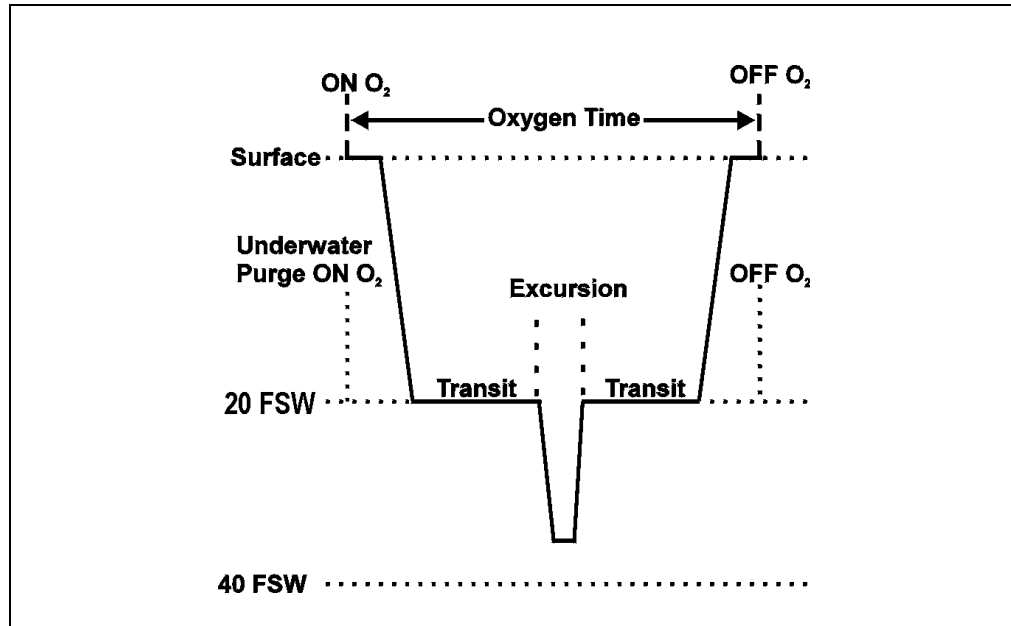 ON O₂
OFF O₂
Oxygen Time
Surface
Underwater
Purge ON O₂
OFF O₂
Excursion
Transit
Transit
20 FSW
40 FSW